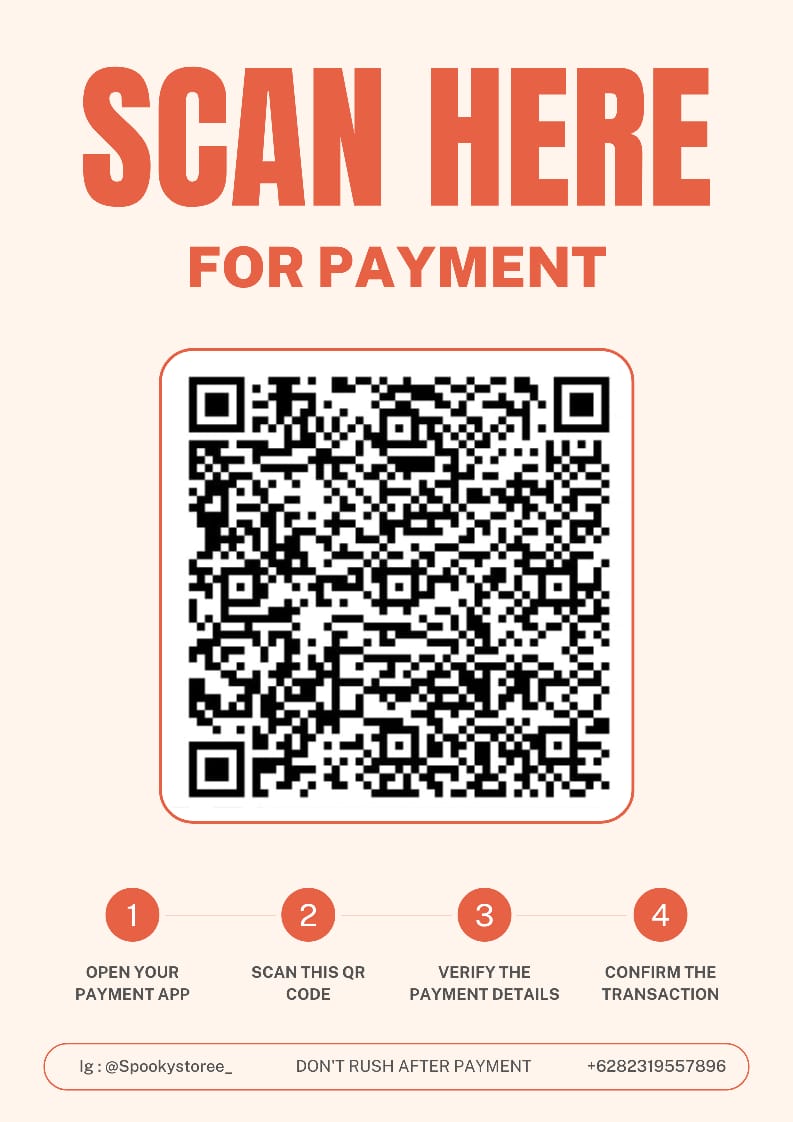 SCAN HERE
FOR PAYMENT
1
2
3
4
OPEN YOUR
PAYMENT APP
SCAN THIS QR
CODE
VERIFY THE
PAYMENT DETAILS
CONFIRM THE
TRANSACTION
Ig : @Spookystoree_
DON'T RUSH AFTER PAYMENT
+6282319557896